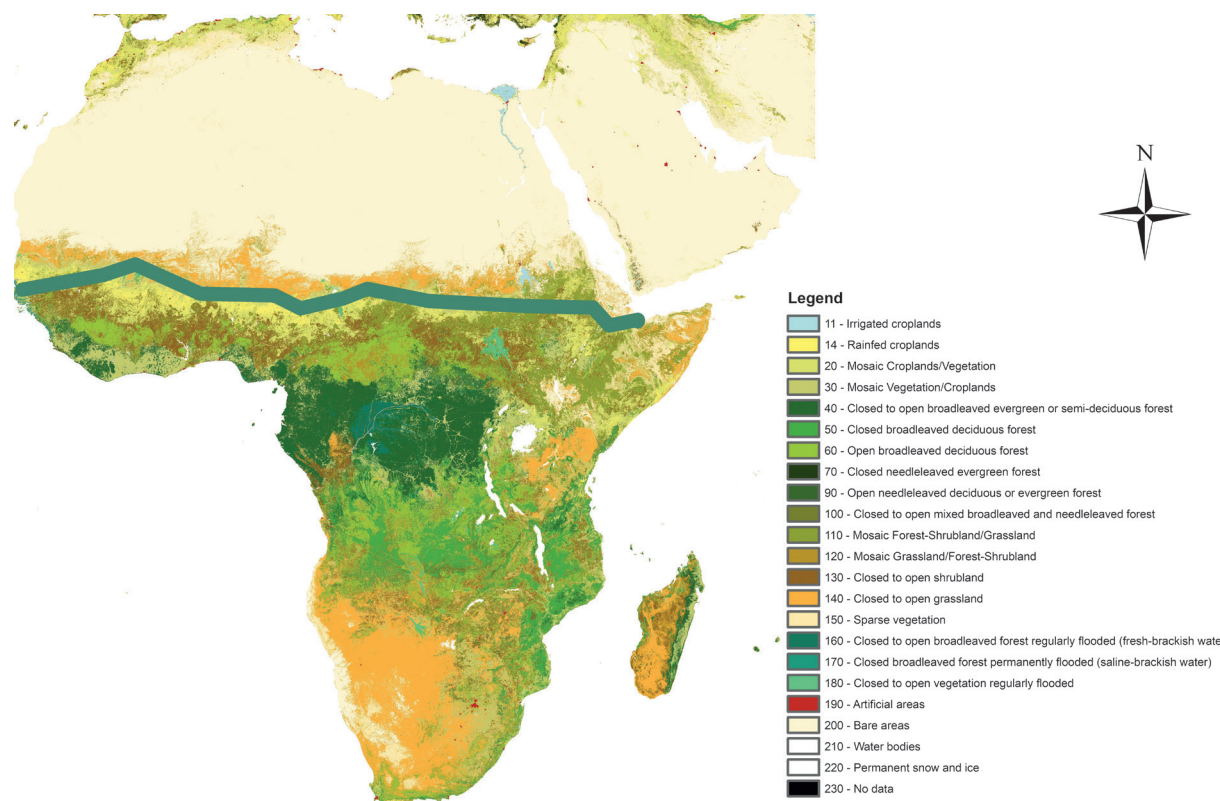 N
Legend
11 - Irrigated croplands
14 - Rainfed croplands
20 - Mosaic Croplands/Vegetation
30 - Mosaic Vegetation/Croplands
40 - Closed to open broadleaved evergreen or semi-deciduous forest
50 - Closed broadleaved deciduous forest
60 - Open broadleaved deciduous forest
70 - Closed needleleaved evergreen forest
90 - Open needleleaved deciduous or evergreen forest
100 - Closed to open mixed broadleaved and needleleaved forest
110 - Mosaic Forest-Shrubland/Grassland
120 - Mosaic Grassland/Forest-Shrubland
130 - Closed to open shrubland
140 - Closed to open grassland
150 - Sparse vegetation
160 - Closed to open broadleaved forest regularly flooded (fresh-brackish wate
170 - Closed broadleaved forest permanently flooded (saline-brackish water)
180 - Closed to open vegetation regularly flooded
190 - Artificial areas
200 - Bare areas
210 - Water bodies
220 - Permanent snow and ice
230 - No data